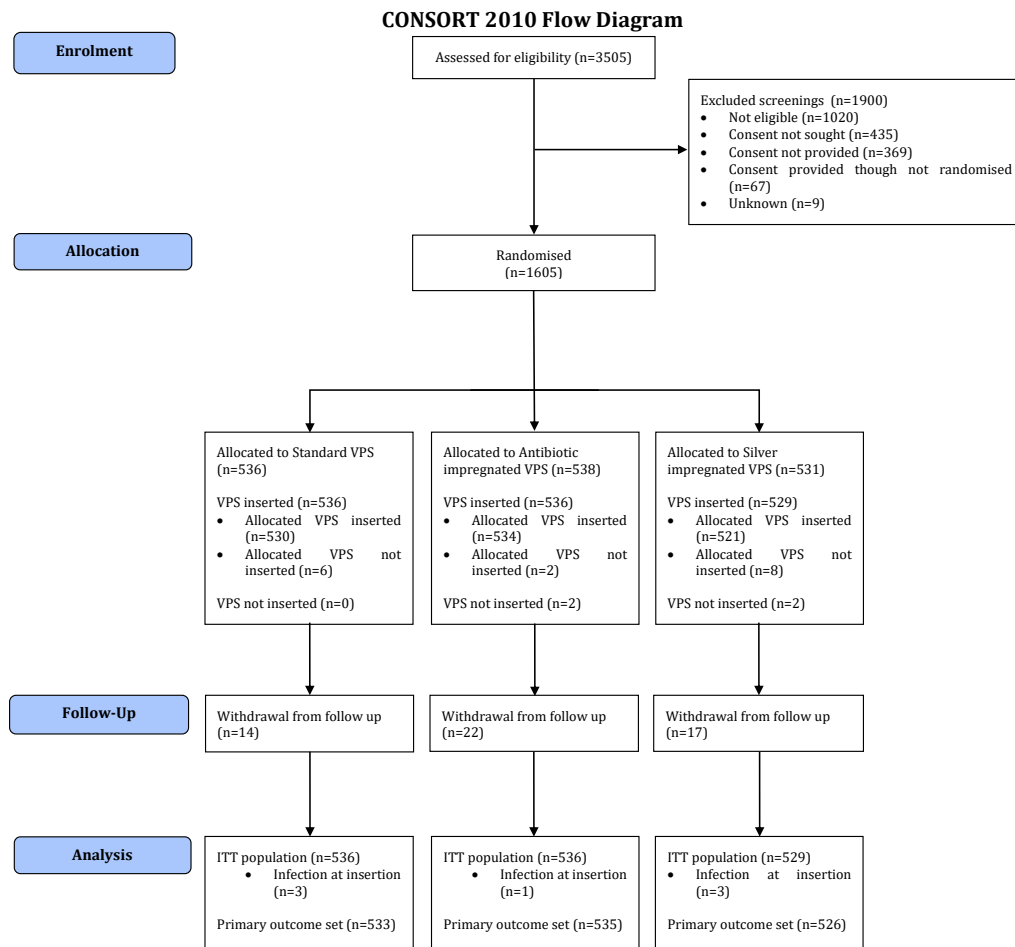 CONSORT 2010 Flow Diagram
Enrolment
Assessed for eligibility (n=3505)
Excluded screenings (n=1900)
• Not eligible (n=1020)
• Consent not sought (n=435)
• Consent not provided (n=369)
• Consent provided though not randomised
(n=67)
• Unknown (n=9)
Allocation
Randomised
(n=1605)
Allocated to Standard VPS
(n=536)
VPS inserted (n=536)
• Allocated VPS inserted
(n=530)
• Allocated VPS not
inserted (n=6)
VPS not inserted (n=0)
Allocated to Antibiotic
impregnated VPS (n=538)
VPS inserted (n=536)
• Allocated VPS inserted
(n=534)
• Allocated VPS not
inserted (n=2)
VPS not inserted (n=2)
Allocated to Silver
impregnated VPS (n=531)
VPS inserted (n=529)
• Allocated VPS inserted
(n=521)
• Allocated VPS not
inserted (n=8)
VPS not inserted (n=2)
Follow-Up
Withdrawal from follow up
(n=14)
Withdrawal from follow up
(n=22)
Withdrawal from follow up
(n=17)
Analysis
ITT population (n=536)
• Infection at insertion
(n=3)
Primary outcome set (n=533)
ITT population (n=536)
• Infection at insertion
(n=1)
Primary outcome set (n=535)
ITT population (n=529)
• Infection at insertion
(n=3)
Primary outcome set (n=526)